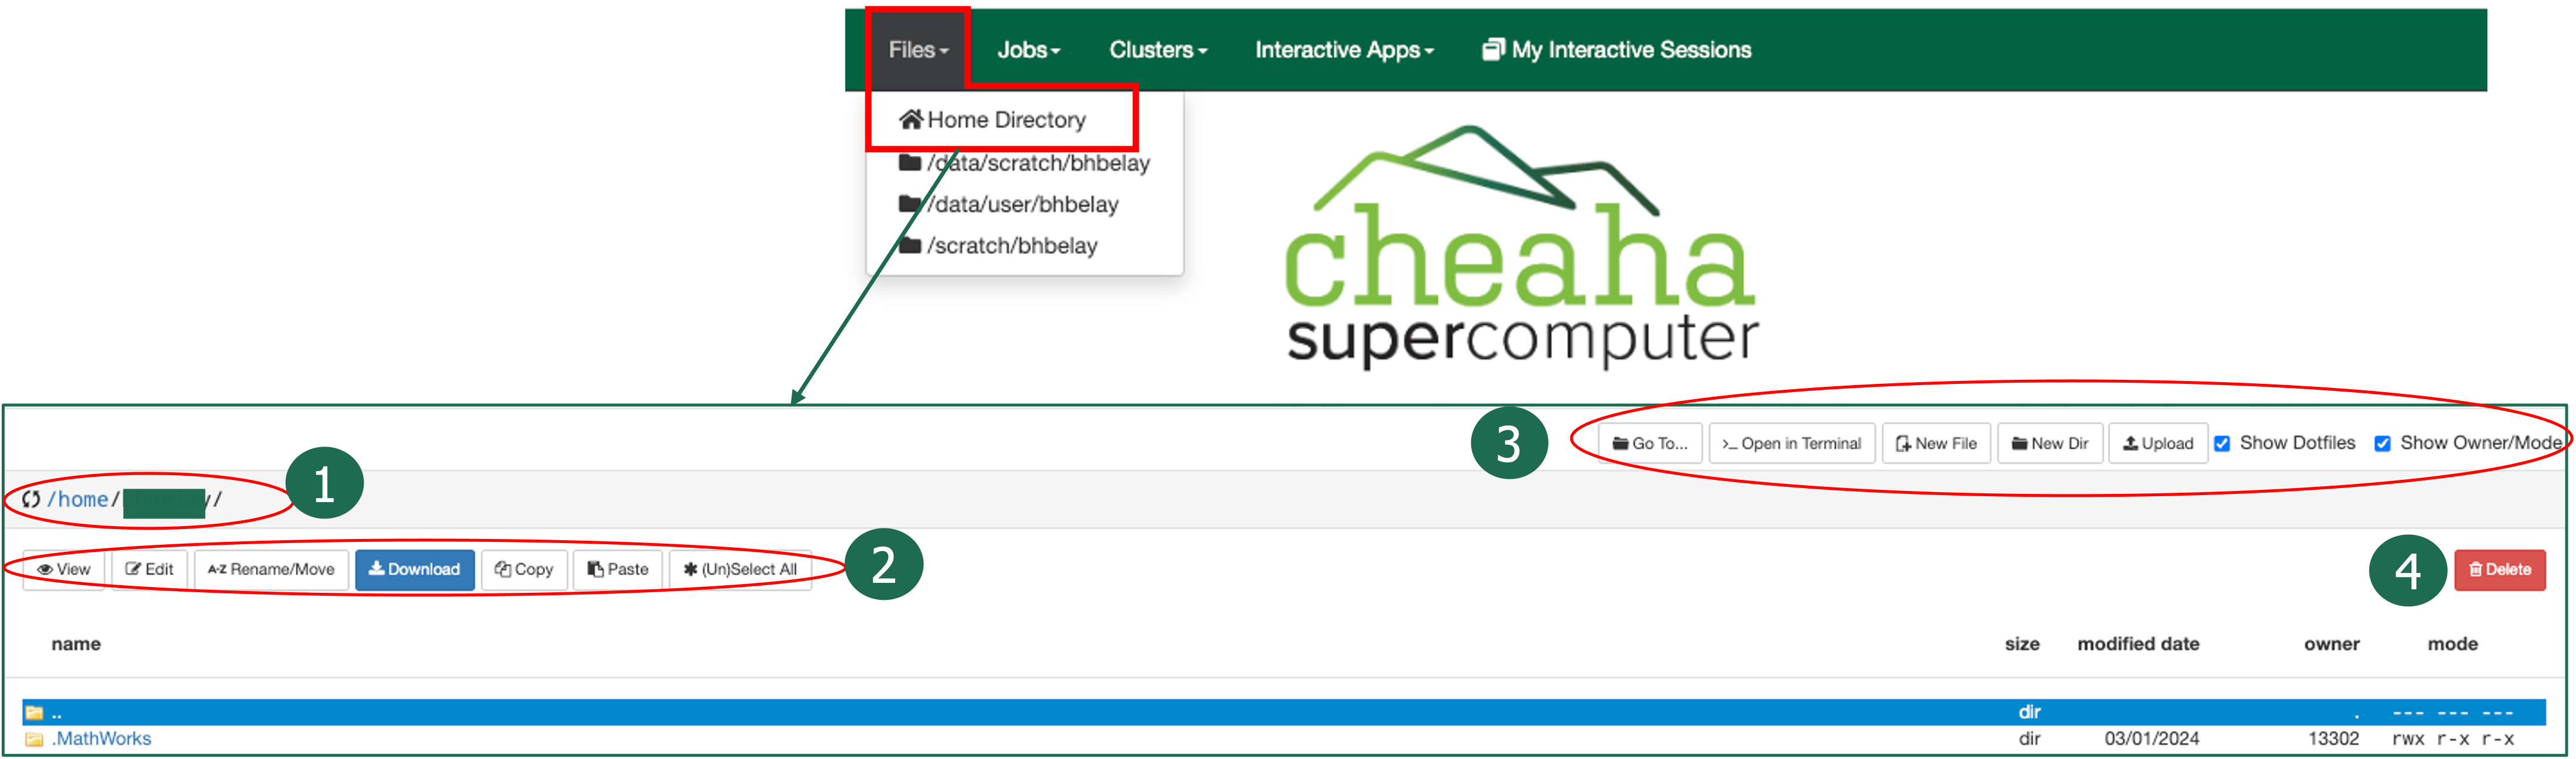 Files Jobs Clusters Interactive Apps My Interactive Sessions
Home Directory
/data/scratch/bhbelay
/data/user/bhbelay
/scratch/bhbelay
cheaha
supercomputer
3 Go To... >_ Open in Terminal New File New Dir Upload Show Dotfiles Show Owner/Mode
/home/ / 1
View Edit A-Z Rename/Move Download Copy Paste (Un)Select All 2 4 Delete
name size modified date owner mode
.. dir . --- --- ---
.MathWorks dir 03/01/2024 13302 rwx r-x r-x